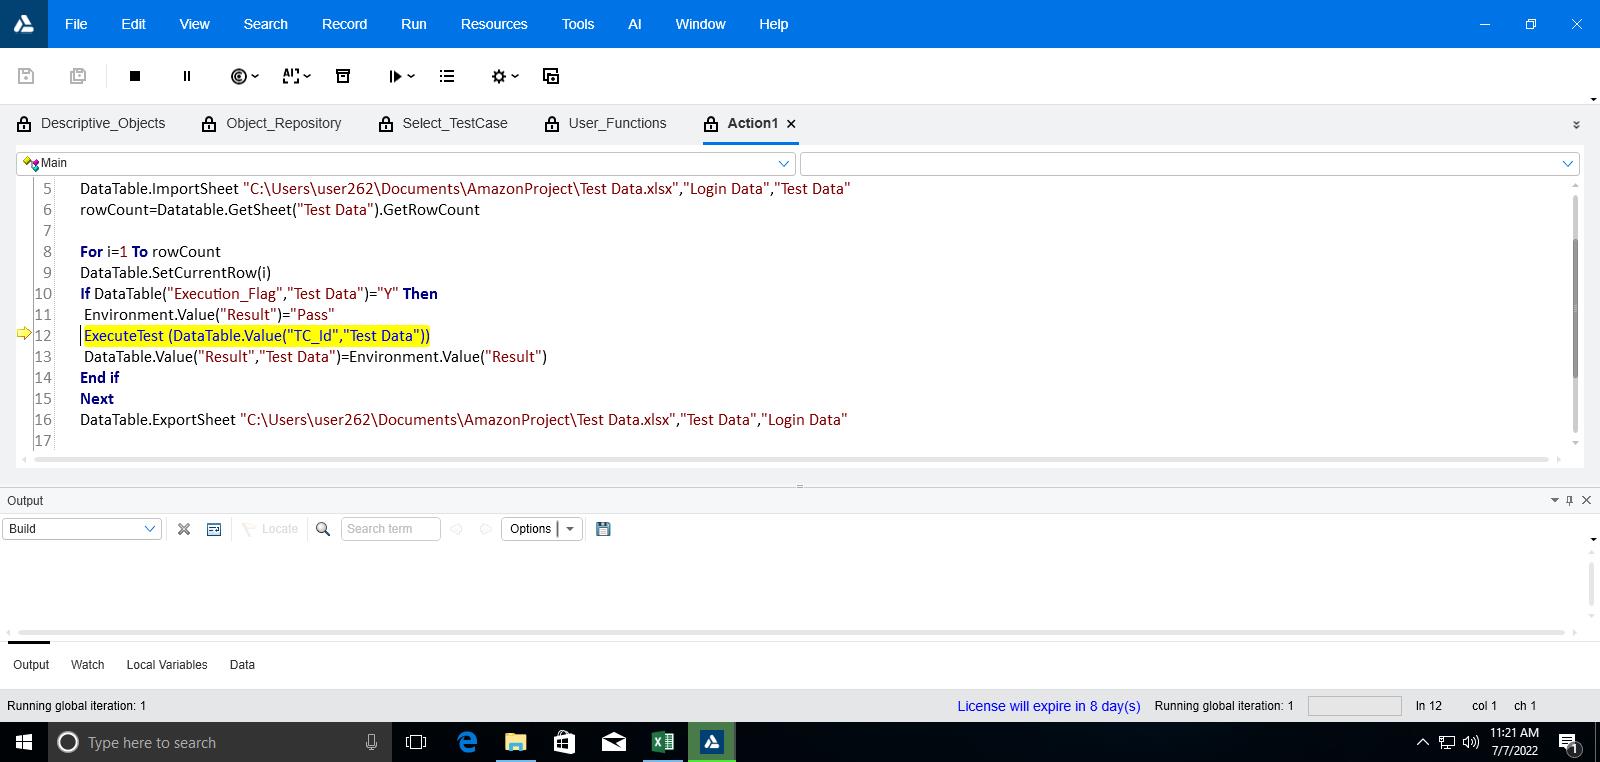 File Edit View Search Record Run Resources Tools AI Window Help
Descriptive_Objects Object_Repository Select_TestCase User_Functions Action1
Main
5 DataTable.ImportSheet "C:\Users\user262\Documents\AmazonProject\Test Data.xlsx","Login Data","Test Data"
6 rowCount=Datatable.GetSheet("Test Data").GetRowCount
7
8 For i=1 To rowCount
9 DataTable.SetCurrentRow(i)
10 If DataTable("Execution_Flag","Test Data")="Y" Then
11 Environment.Value("Result")="Pass"
12 ExecuteTest (DataTable.Value("TC_Id","Test Data"))
13 DataTable.Value("Result","Test Data")=Environment.Value("Result")
14 End if
15 Next
16 DataTable.ExportSheet "C:\Users\user262\Documents\AmazonProject\Test Data.xlsx","Test Data","Login Data"
17
Output
Build Locate Search term Options
Output Watch Local Variables Data
Running global iteration: 1 License will expire in 8 day(s) Running global iteration: 1 ln 12 col 1 ch 1
Type here to search
11:21 AM
7/7/2022
1